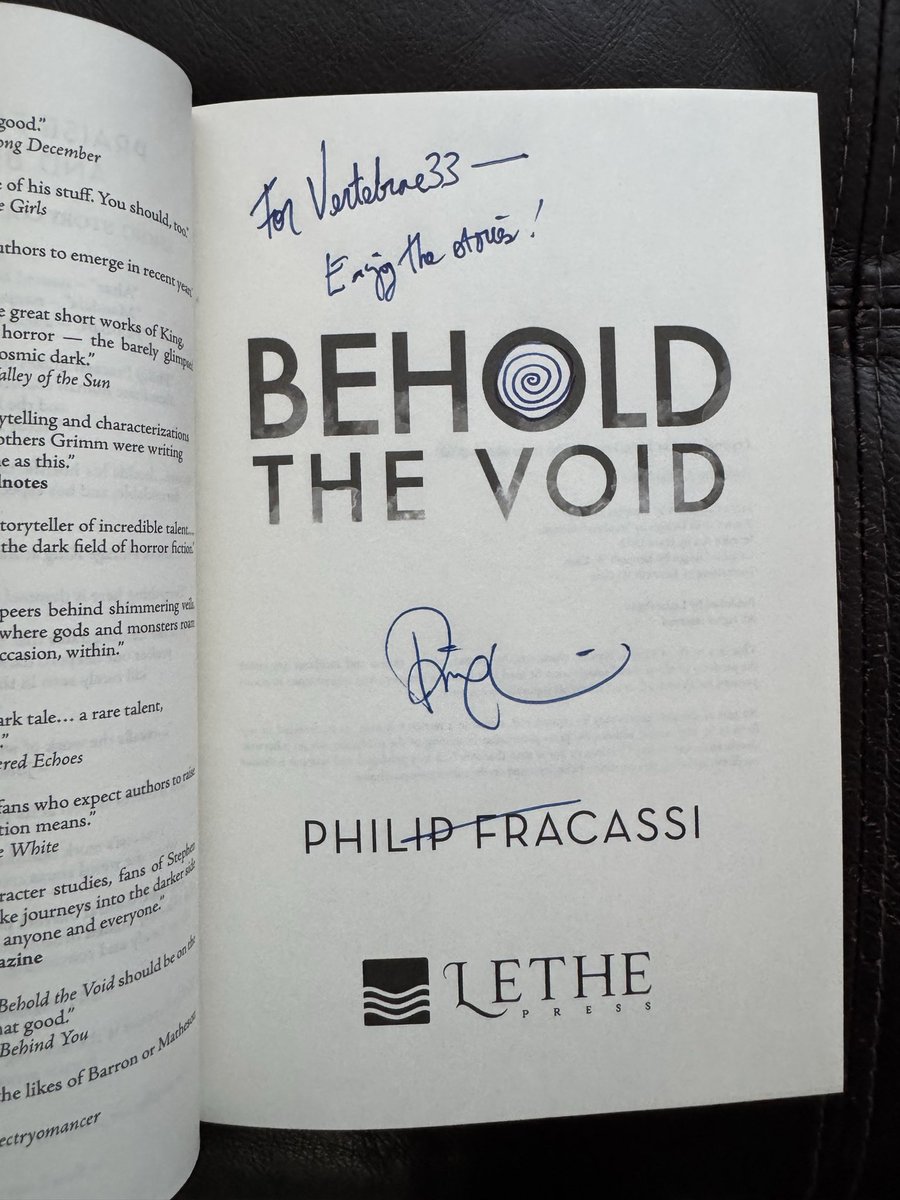 good.”
ong December
e of his stuff. You should, too.”
e Girls
uthors to emerge in recent years.”
e great short works of King,
horror — the barely glimpsed
osmic dark.”
alley of the Sun
ytelling and characterizations
others Grimm were writing
ne as this.”
dnotes
toryteller of incredible talent...
the dark field of horror fiction.”
peers behind shimmering veils
where gods and monsters roam
ccasion, within.”
ark tale… a rare talent,
.”
ered Echoes
fans who expect authors to raise
tion means.”
e White
racter studies, fans of Stephen
ke journeys into the darker side
anyone and everyone.”
azine
Behold the Void should be on the
hat good.”
Behind You
the likes of Barron or Matheson
ectryomancer
For Vertebrae33 —
Enjoy the stories!
BEHOLD
THE VOID
PHILIP FRACASSI
LETHE
PRESS